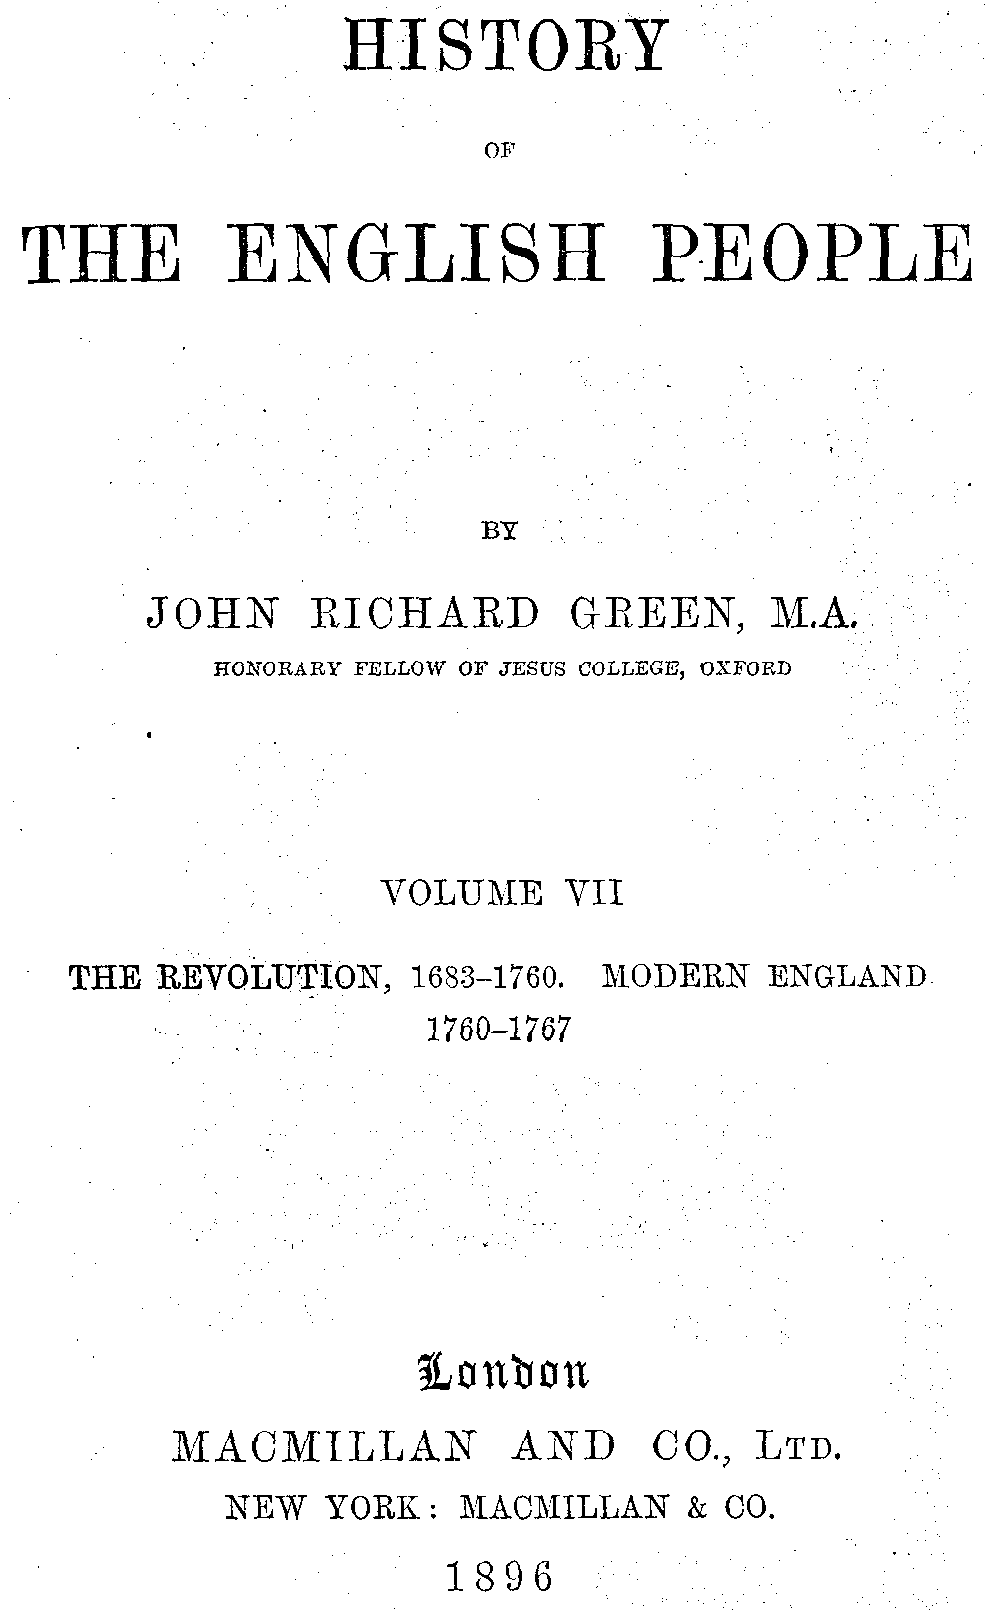 HISTORY
OF
THE ENGLISH PEOPLE
BY
JOHN RICHARD GREEN, M.A.
HONORARY FELLOW OF JESUS COLLEGE, OXFORD
VOLUME VII
THE REVOLUTION, 1683–1760. MODERN ENGLAND
1760–1767
London
MACMILLAN AND CO., LTD.
NEW YORK: MACMILLAN & CO.
1896